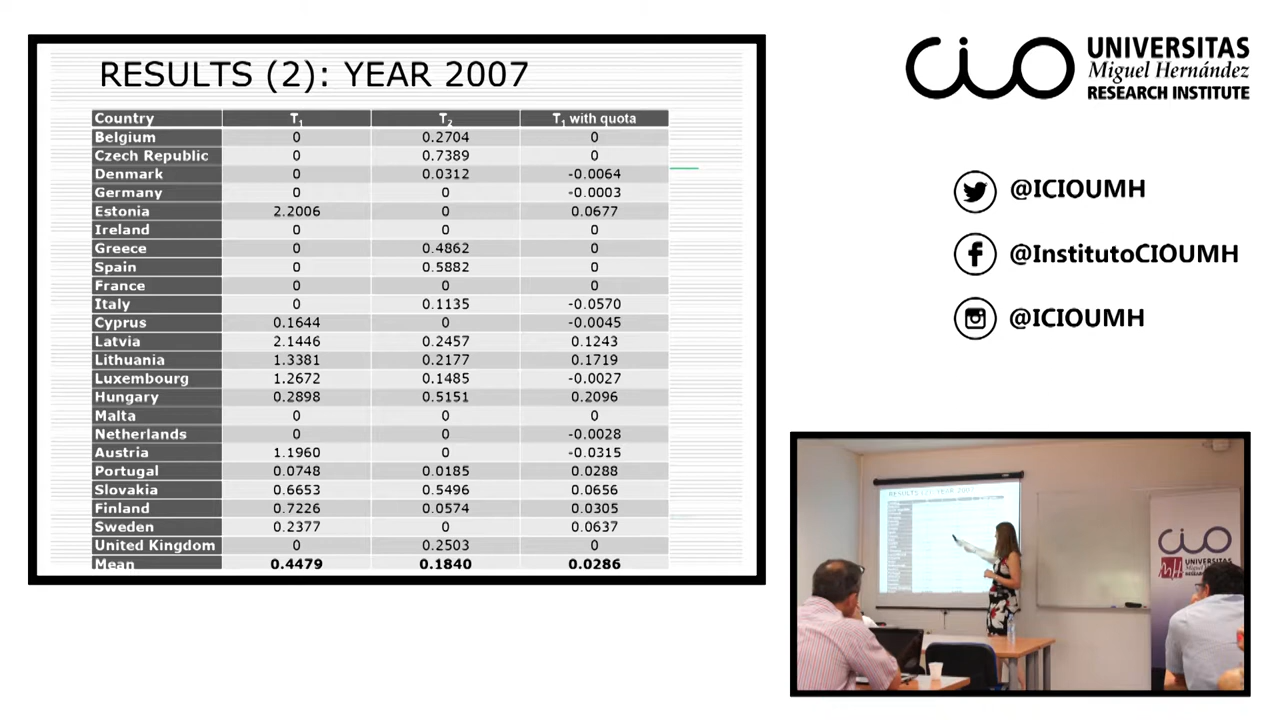 RESULTS (2): YEAR 2007
Country T1 T2 T1 with quota
Belgium 0 0.2704 0
Czech Republic 0 0.7389 0
Denmark 0 0.0312 -0.0064
Germany 0 0 -0.0003
Estonia 2.2006 0 0.0677
Ireland 0 0 0
Greece 0 0.4862 0
Spain 0 0.5882 0
France 0 0 0
Italy 0 0.1135 -0.0570
Cyprus 0.1644 0 -0.0045
Latvia 2.1446 0.2457 0.1243
Lithuania 1.3381 0.2177 0.1719
Luxembourg 1.2672 0.1485 -0.0027
Hungary 0.2898 0.5151 0.2096
Malta 0 0 0
Netherlands 0 0 -0.0028
Austria 1.1960 0 -0.0315
Portugal 0.0748 0.0185 0.0288
Slovakia 0.6653 0.5496 0.0656
Finland 0.7226 0.0574 0.0305
Sweden 0.2377 0 0.0637
United Kingdom 0 0.2503 0
Mean 0.4479 0.1840 0.0286
cio
UNIVERSITAS
Miguel Hernández
RESEARCH INSTITUTE
@ICIOUMH
@InstitutoCIOUMH
@ICIOUMH
RESULTS (2): YEAR 2007
cio
UNIVERSITAS